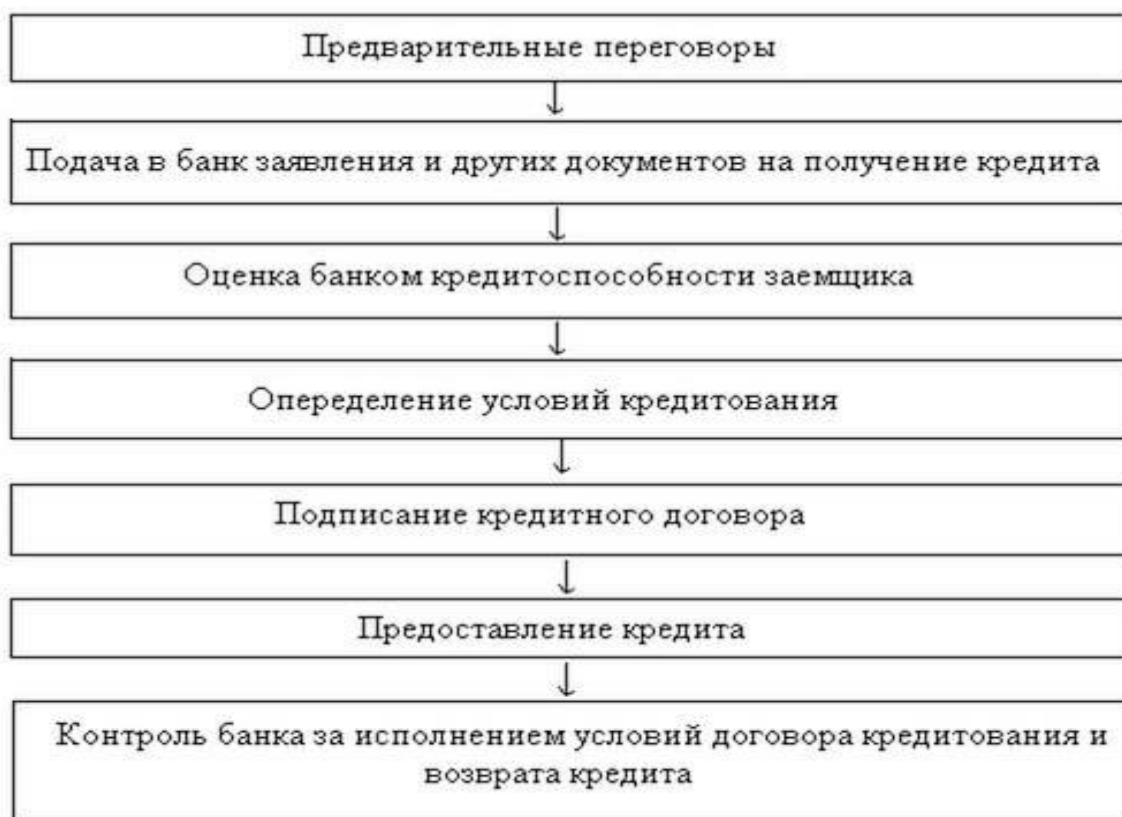 Предварительные переговоры
Подача в банк заявления и других документов на получение кредита
Оценка банком кредитоспособности заемщика
Опеределение условий кредитования
Подписание кредитного договора
Предоставление кредита
Контроль банка за исполнением условий договора кредитования и
возврата кредита